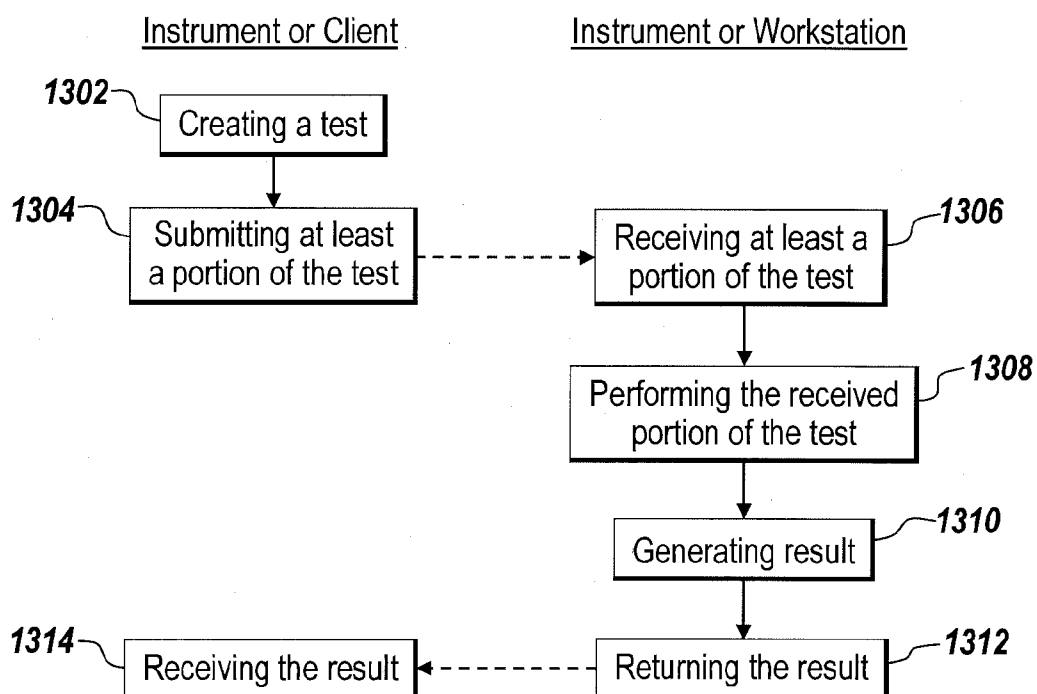 Instrument or Client
Instrument or Workstation
1302
Creating a test
1304
Submitting at least
a portion of the test
1306
Receiving at least a
portion of the test
1308
Performing the received
portion of the test
1310
Generating result
1312
Returning the result
1314
Receiving the result